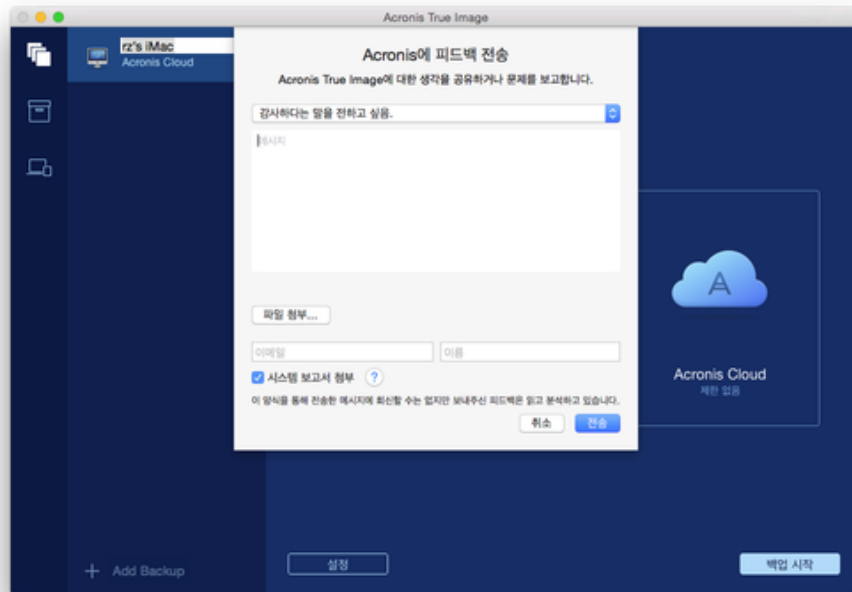 Acronis True Image
rz's iMac
Acronis Cloud
Acronis에 피드백 전송
Acronis True Image에 대한 생각을 공유하거나 문제를 보고합니다.
감사하다는 말을 전하고 싶음.
메시지
파일 첨부...
이메일
이름
시스템 보고서 첨부
?
이 양식을 통해 전송한 메시지에 회신할 수는 없지만 보내주신 피드백은 읽고 분석하고 있습니다.
취소
전송
Acronis Cloud
제한 없음
Add Backup
설정
백업 시작